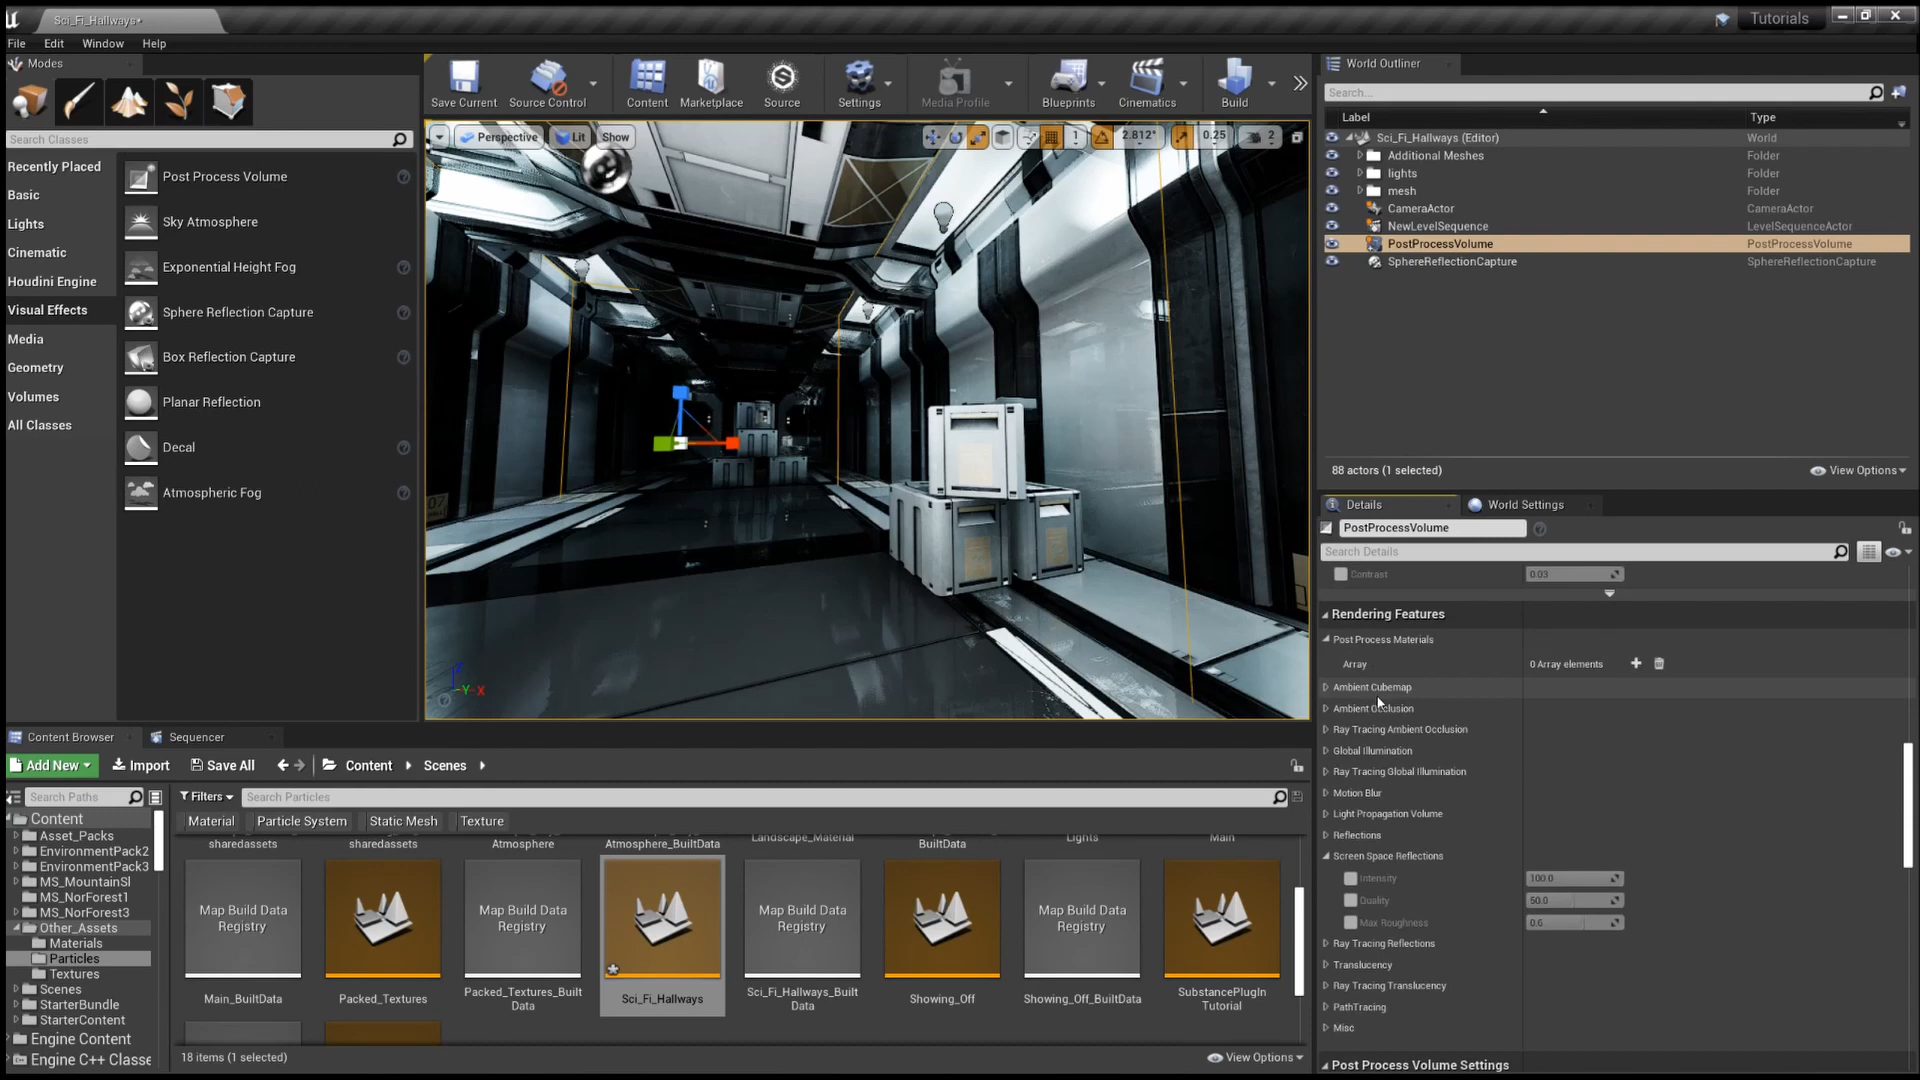 Sci_Fi_Hallways•
Tutorials
File Edit Window Help
Modes
Search Classes
Recently Placed
Basic
Lights
Cinematic
Houdini Engine
Visual Effects
Media
Geometry
Volumes
All Classes
Post Process Volume
Sky Atmosphere
Exponential Height Fog
Sphere Reflection Capture
Box Reflection Capture
Planar Reflection
Decal
Atmospheric Fog
Save Current Source Control Content Marketplace Source Settings Media Profile Blueprints Cinematics Build
Perspective Lit Show
1 2.812° 0.25 2
Z
Y X
World Outliner
Search...
Label Type
Sci_Fi_Hallways (Editor) World
Additional Meshes Folder
lights Folder
mesh Folder
CameraActor CameraActor
NewLevelSequence LevelSequenceActor
PostProcessVolume PostProcessVolume
SphereReflectionCapture SphereReflectionCapture
88 actors (1 selected) View Options
Details World Settings
PostProcessVolume
Search Details
Contrast 0.03
Rendering Features
Post Process Materials
Array 0 Array elements
Ambient Cubemap
Ambient Occlusion
Ray Tracing Ambient Occlusion
Global Illumination
Ray Tracing Global Illumination
Motion Blur
Light Propagation Volume
Reflections
Screen Space Reflections
Intensity 100.0
Quality 50.0
Max Roughness 0.6
Ray Tracing Reflections
Translucency
Ray Tracing Translucency
PathTracing
Misc
Post Process Volume Settings
Content Browser Sequencer
Add New Import Save All Content Scenes
Search Paths
Filters Search Particles
Material Particle System Static Mesh Texture
Content
Asset_Packs
EnvironmentPack2
EnvironmentPack3
MS_MountainSl
MS_NorForest1
MS_NorForest3
Other_Assets
Materials
Particles
Textures
Scenes
StarterBundle
StarterContent
Engine Content
Engine C++ Classe
sharedassets sharedassets Atmosphere Atmosphere_BuiltData Landscape_Material BuiltData Lights Main
Map Build Data Registry
Map Build Data Registry
Map Build Data Registry
Map Build Data Registry
Main_BuiltData
Packed_Textures
Packed_Textures_Built Data
Sci_Fi_Hallways
Sci_Fi_Hallways_Built Data
Showing_Off
Showing_Off_BuiltData
SubstancePlugIn Tutorial
18 items (1 selected) View Options